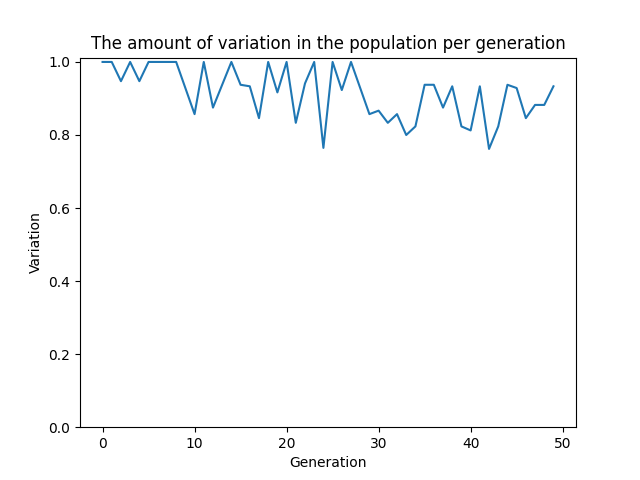 The amount of variation in the population per generation
1.0
0.8
0.6
0.4
0.2
0.0
Variation
0 10 20 30 40 50
Generation